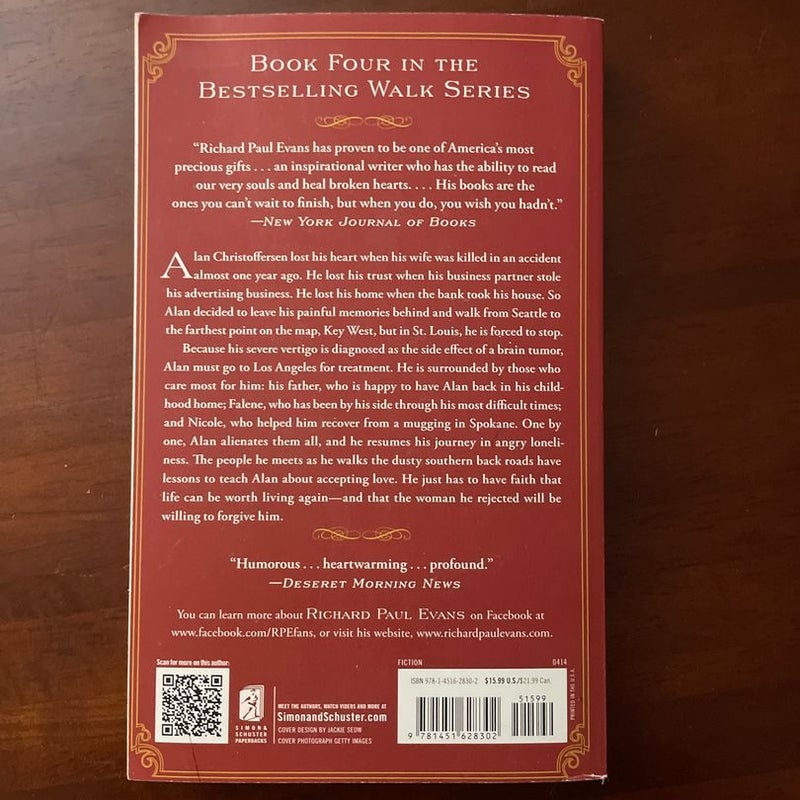 Book Four in the
Bestselling Walk Series
“Richard Paul Evans has proven to be one of America’s most
precious gifts . . . an inspirational writer who has the ability to read
our very souls and heal broken hearts. . . . His books are the
ones you can’t wait to finish, but when you do, you wish you hadn’t.”
—New York Journal of Books
Alan Christoffersen lost his heart when his wife was killed in an accident
almost one year ago. He lost his trust when his business partner stole
his advertising business. He lost his home when the bank took his house. So
Alan decided to leave his painful memories behind and walk from Seattle to
the farthest point on the map, Key West, but in St. Louis, he is forced to stop.
Because his severe vertigo is diagnosed as the side effect of a brain tumor,
Alan must go to Los Angeles for treatment. He is surrounded by those who
care most for him: his father, who is happy to have Alan back in his child-
hood home; Falene, who has been by his side through his most difficult times;
and Nicole, who helped him recover from a mugging in Spokane. One by
one, Alan alienates them all, and he resumes his journey in angry loneli-
ness. The people he meets as he walks the dusty southern back roads have
lessons to teach Alan about accepting love. He just has to have faith that
life can be worth living again—and that the woman he rejected will be
willing to forgive him.
“Humorous . . . heartwarming . . . profound.”
—Deseret Morning News
You can learn more about Richard Paul Evans on Facebook at
www.facebook.com/RPEfans, or visit his website, www.richardpaulevans.com.
Scan for more on this author:
SIMON &
SCHUSTER
PAPERBACKS
MEET THE AUTHORS, WATCH VIDEOS AND MORE AT
SimonandSchuster.com
COVER DESIGN BY JACKIE SEOW
COVER PHOTOGRAPH GETTY IMAGES
FICTION 0414
ISBN 978-1-4516-2830-2 $15.99 U.S./$21.99 Can.
51599
9 781451 628302
PRINTED IN THE U.S.A.